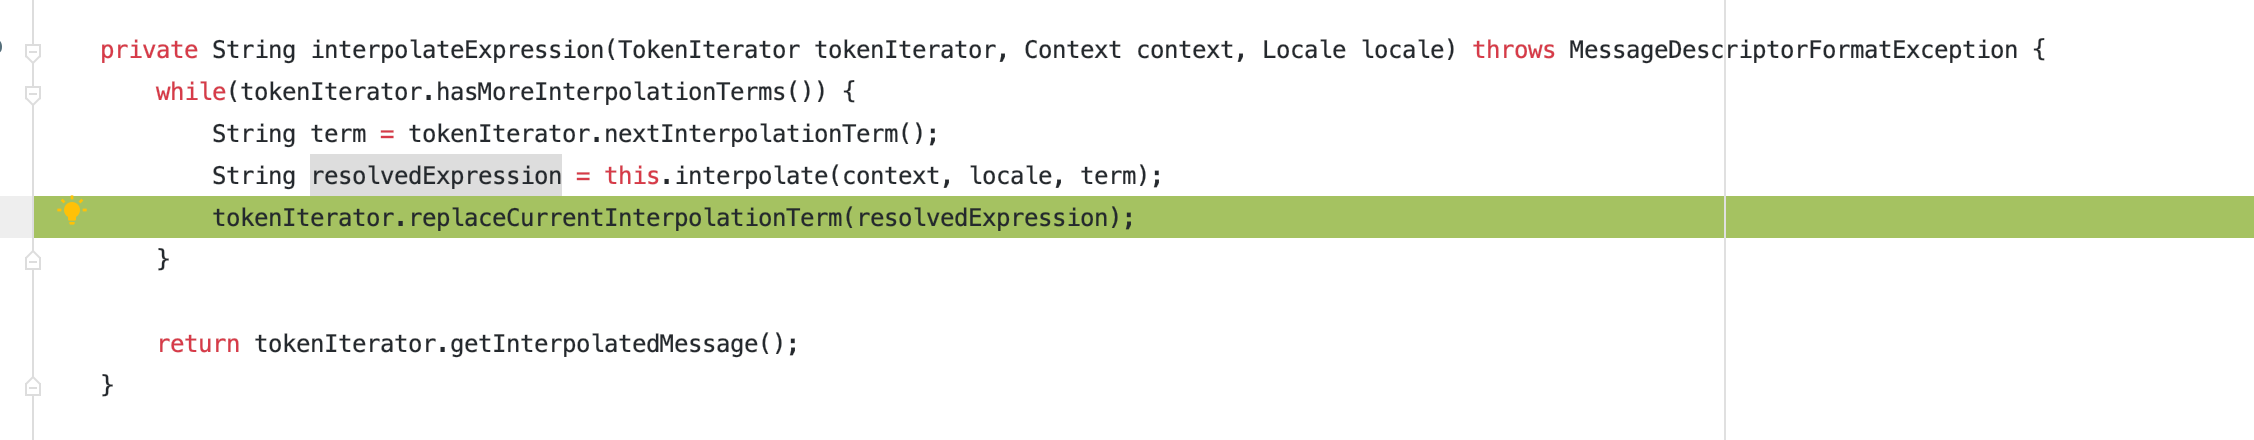 private String interpolateExpression(TokenIterator tokenIterator, Context context, Locale locale) throws MessageDescriptorFormatException {
while(tokenIterator.hasMoreInterpolationTerms()) {
String term = tokenIterator.nextInterpolationTerm();
String resolvedExpression = this.interpolate(context, locale, term);
tokenIterator.replaceCurrentInterpolationTerm(resolvedExpression);
}
return tokenIterator.getInterpolatedMessage();
}